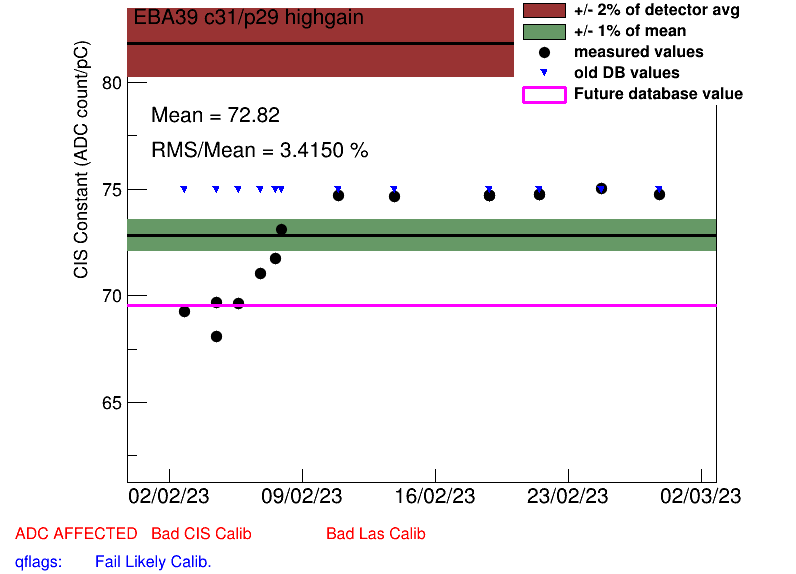 EBA39 c31/p29 highgain
+/- 2% of detector avg
+/- 1% of mean
measured values
old DB values
Future database value
CIS Constant (ADC count/pC)
Mean = 72.82
RMS/Mean = 3.4150 %
80
75
70
65
02/02/23 09/02/23 16/02/23 23/02/23 02/03/23
ADC AFFECTED Bad CIS Calib Bad Las Calib
qflags: Fail Likely Calib.